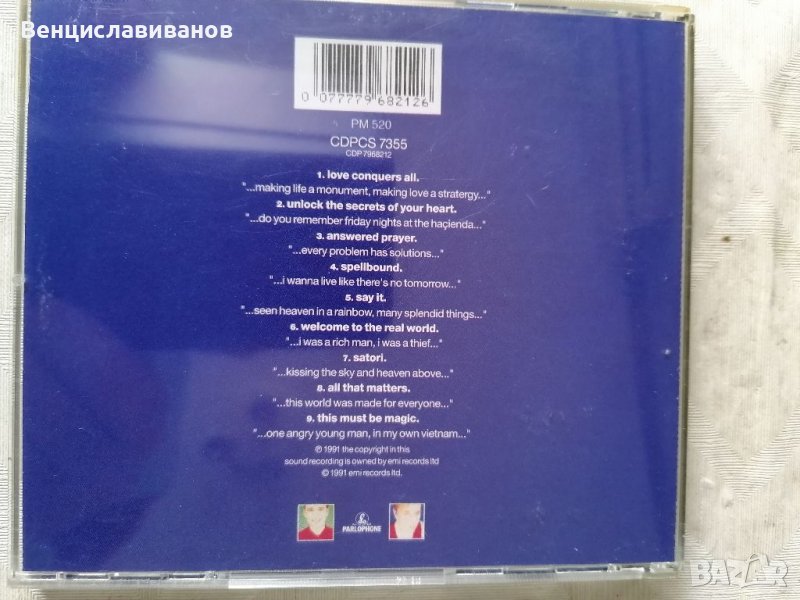 Венциславиванов
0 077779 682126
PM 520
CDPCS 7355
CDP 7968212
1. love conquers all.
"...making life a monument, making love a stratergy..."
2. unlock the secrets of your heart.
"...do you remember friday nights at the haçienda..."
3. answered prayer.
"...every problem has solutions..."
4. spellbound.
"...i wanna live like there's no tomorrow..."
5. say it.
"...seen heaven in a rainbow, many splendid things..."
6. welcome to the real world.
"...i was a rich man, i was a thief..."
7. satori.
"...kissing the sky and heaven above..."
8. all that matters.
"...this world was made for everyone..."
9. this must be magic.
"...one angry young man, in my own vietnam..."
℗ 1991 the copyright in this
sound recording is owned by emi records ltd
© 1991 emi records ltd.
PARLOPHONE
BAZAR